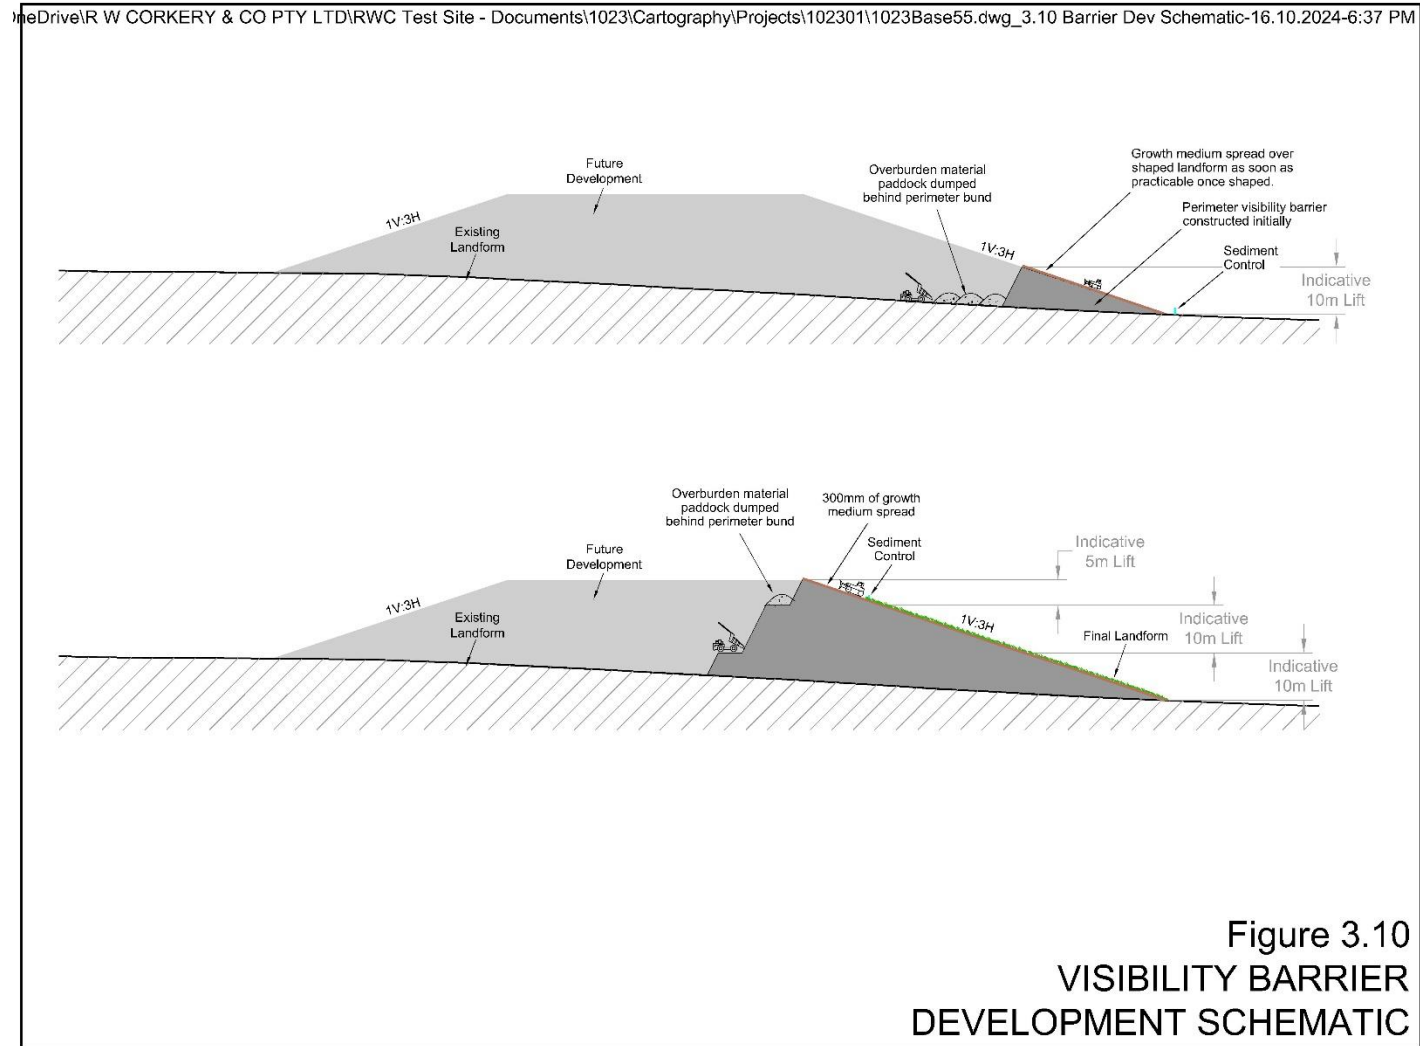 neDrive\R W CORKERY & CO PTY LTD\RWC Test Site - Documents\1023\Cartography\Projects\102301\1023Base55.dwg_3.10 Barrier Dev Schematic-16.10.2024-6:37 PM
Future
Development
1V:3H
Existing
Landform
Overburden material
paddock dumped
behind perimeter bund
1V:3H
Growth medium spread over
shaped landform as soon as
practicable once shaped.
Perimeter visibility barrier
constructed initially
Sediment
Control
Indicative
10m Lift
Overburden material
paddock dumped
behind perimeter bund
300mm of growth
medium spread
Sediment
Control
Future
Development
1V:3H
Existing
Landform
1V:3H
Final Landform
Indicative
5m Lift
Indicative
10m Lift
Indicative
10m Lift
Figure 3.10
VISIBILITY BARRIER
DEVELOPMENT SCHEMATIC